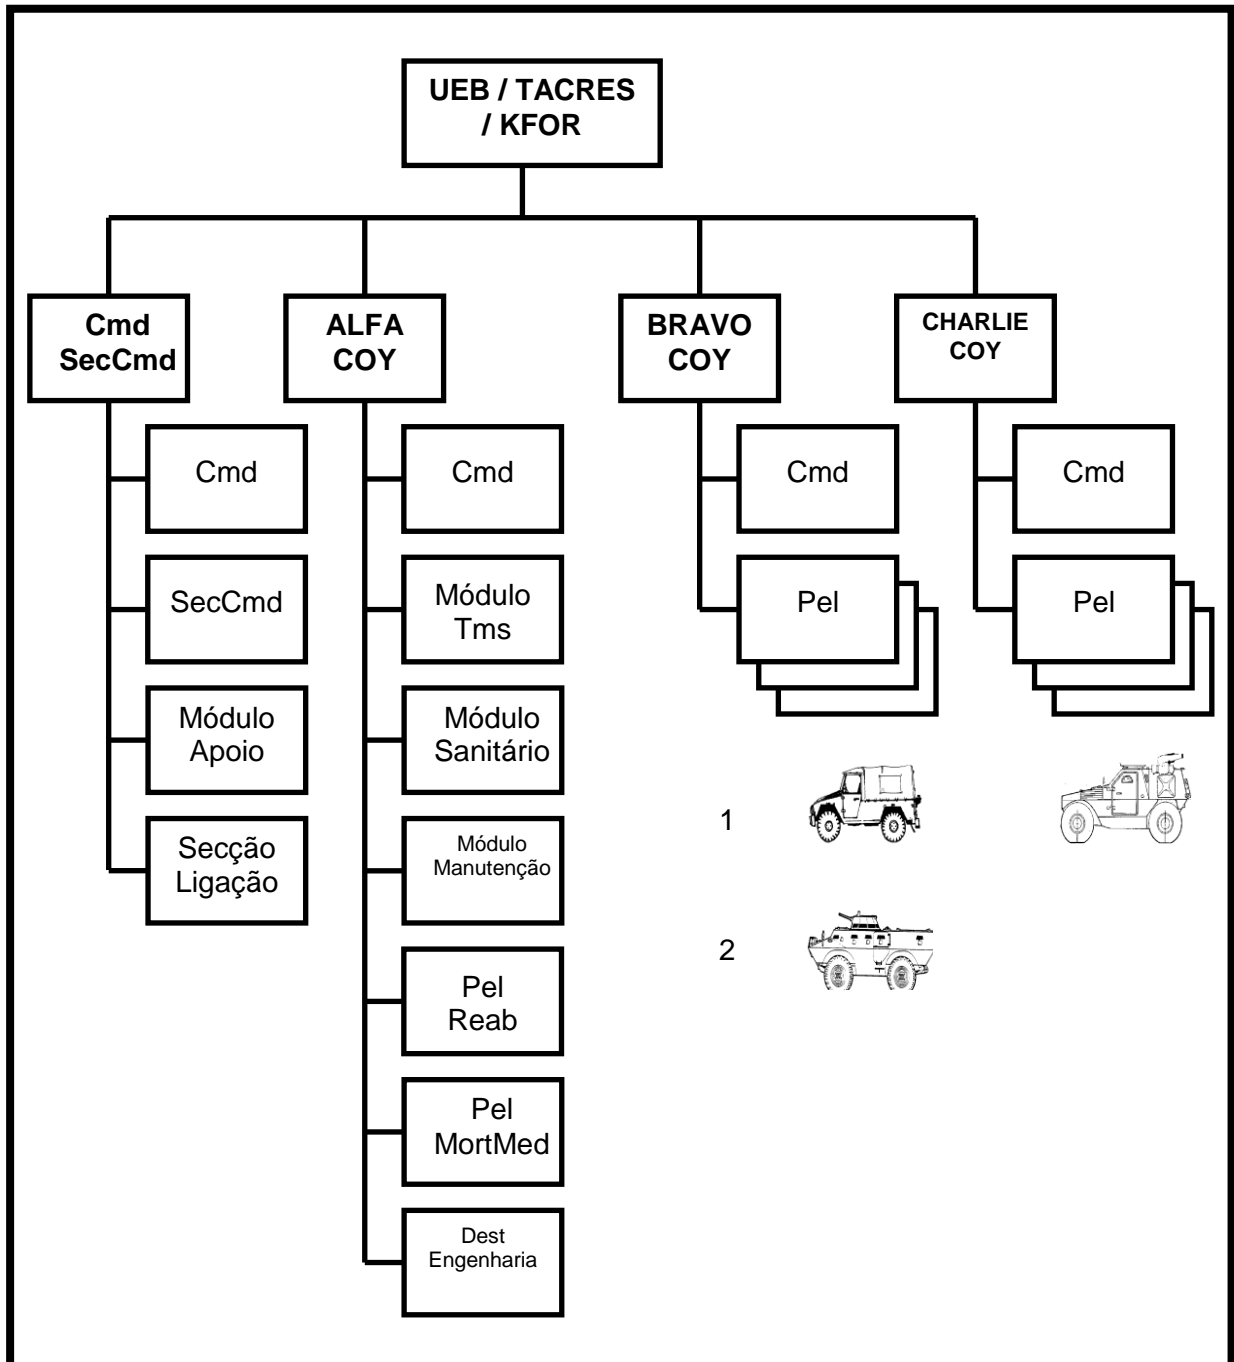 UEB / TACRES
/ KFOR
Cmd
SecCmd
ALFA
COY
BRAVO
COY
CHARLIE
COY
Cmd
SecCmd
Módulo
Apoio
Secção
Ligação
Cmd
Módulo
Tms
Módulo
Sanitário
Módulo
Manutenção
Pel
Reab
Pel
MortMed
Dest
Engenharia
Cmd
Pel
Cmd
Pel
1
2